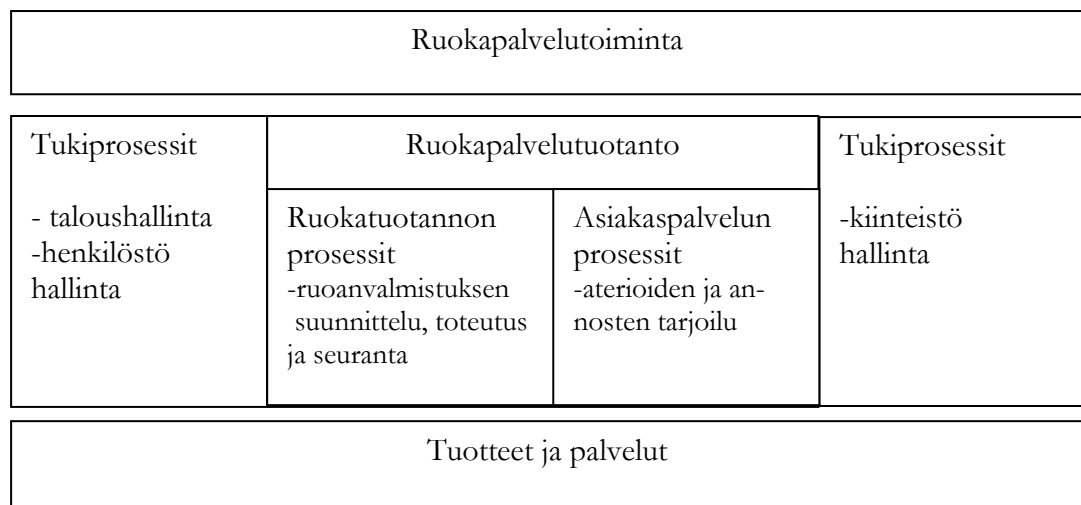 Ruokapalvelutoiminta
Tukiprosessit
- taloushallinta
-henkilöstö
hallinta
Ruokapalvelutuotanto
Ruokatuotannon
prosessit
-ruoanvalmistuksen
suunnittelu, toteutus
ja seuranta
Asiakaspalvelun
prosessit
-aterioiden ja an-
nosten tarjoilu
Tukiprosessit
-kiinteistö
hallinta
Tuotteet ja palvelut